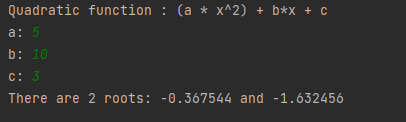 Quadratic function : (a * x^2) + b*x + c
a: 5
b: 10
c: 3
There are 2 roots: -0.367544 and -1.632456